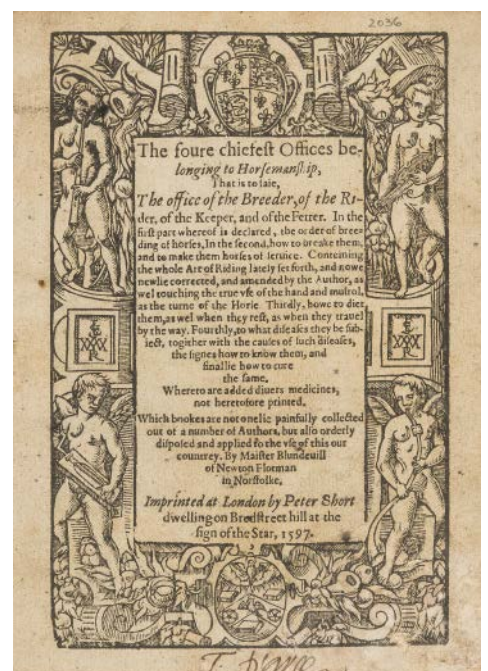 2036
The foure chiefest Offices be-
longing to Horsemanship,
That is to saie,
The office of the Breeder, of the Ri-
der, of the Keeper, and of the Ferrer. In the
first part whereof is declared, the order of bree-
ding of horses, In the second, how to breake them,
and to make them horses of seruice. Conteining
the whole Art of Riding lately set forth, and nowe
newlie corrected, and amended by the Author, as
wel touching the true vse of the hand and musrol,
as the turne of the Horse Thirdly, howe to diet
them, as wel when they rest, as when they trauel
by the way. Fourthly, to what diseases they be sub-
iect, togither with the causes of such diseases,
the signes how to know them, and
finallie how to cure
the same.
Whereto are added diuers medicines,
not heretofore printed.
Which bookes are not onelie painfully collected
out of a number of Authors, but also orderly
disposed and applied to the vse of this our
countrey. By Maister Blundeuill
of Newton Flotman
in Norffolke.
Imprinted at London by Peter Short
dwelling on Bredstreet hill at the
sign of the Star, 1597.